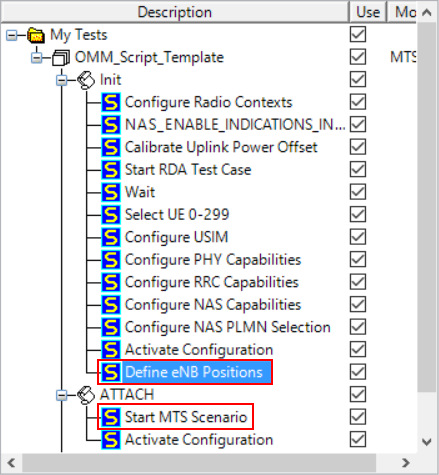 Description Use Mo
My Tests
OMM_Script_Template MTS
Init
Configure Radio Contexts
NAS_ENABLE_INDICATIONS_IN...
Calibrate Uplink Power Offset
Start RDA Test Case
Wait
Select UE 0-299
Configure USIM
Configure PHY Capabilities
Configure RRC Capabilities
Configure NAS Capabilities
Configure NAS PLMN Selection
Activate Configuration
Define eNB Positions
ATTACH
Start MTS Scenario
Activate Configuration